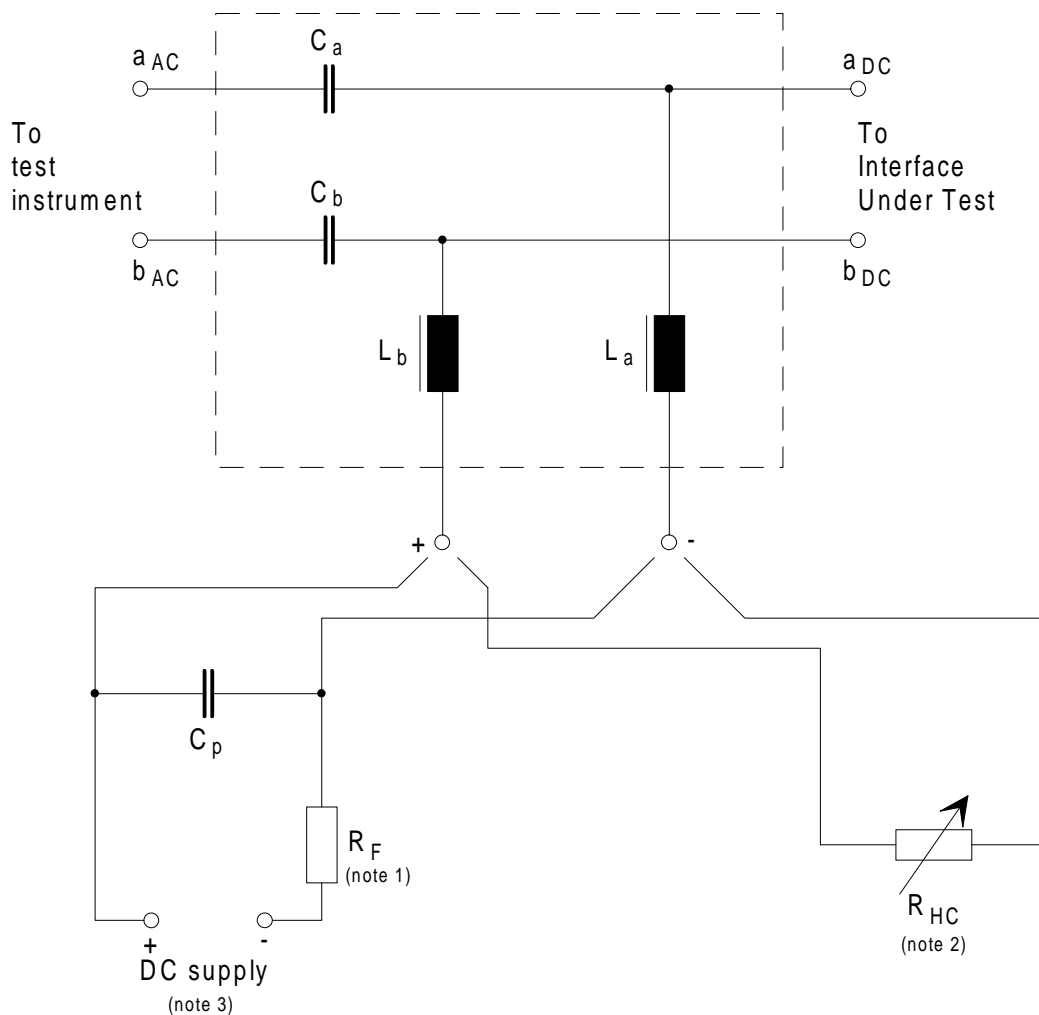 C a
a AC
a DC
To
test
instrument
To
Interface
Under Test
C b
b AC
b DC
L b
L a
+
-
C p
R F
(note 1)
R HC
(note 2)
+
-
DC supply
(note 3)